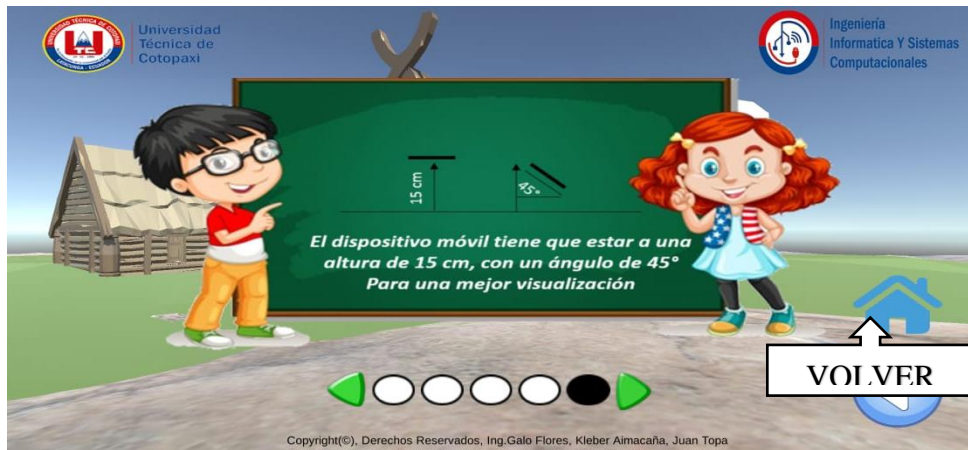 Universidad
Técnica de
Cotopaxi
Ingeniería
Informatica Y Sistemas
Computacionales
15 cm
45°
El dispositivo móvil tiene que estar a una
altura de 15 cm, con un ángulo de 45°
Para una mejor visualización
VOLVER
Copyright(©), Derechos Reservados, Ing.Galo Flores, Kleber Aimacaña, Juan Topa